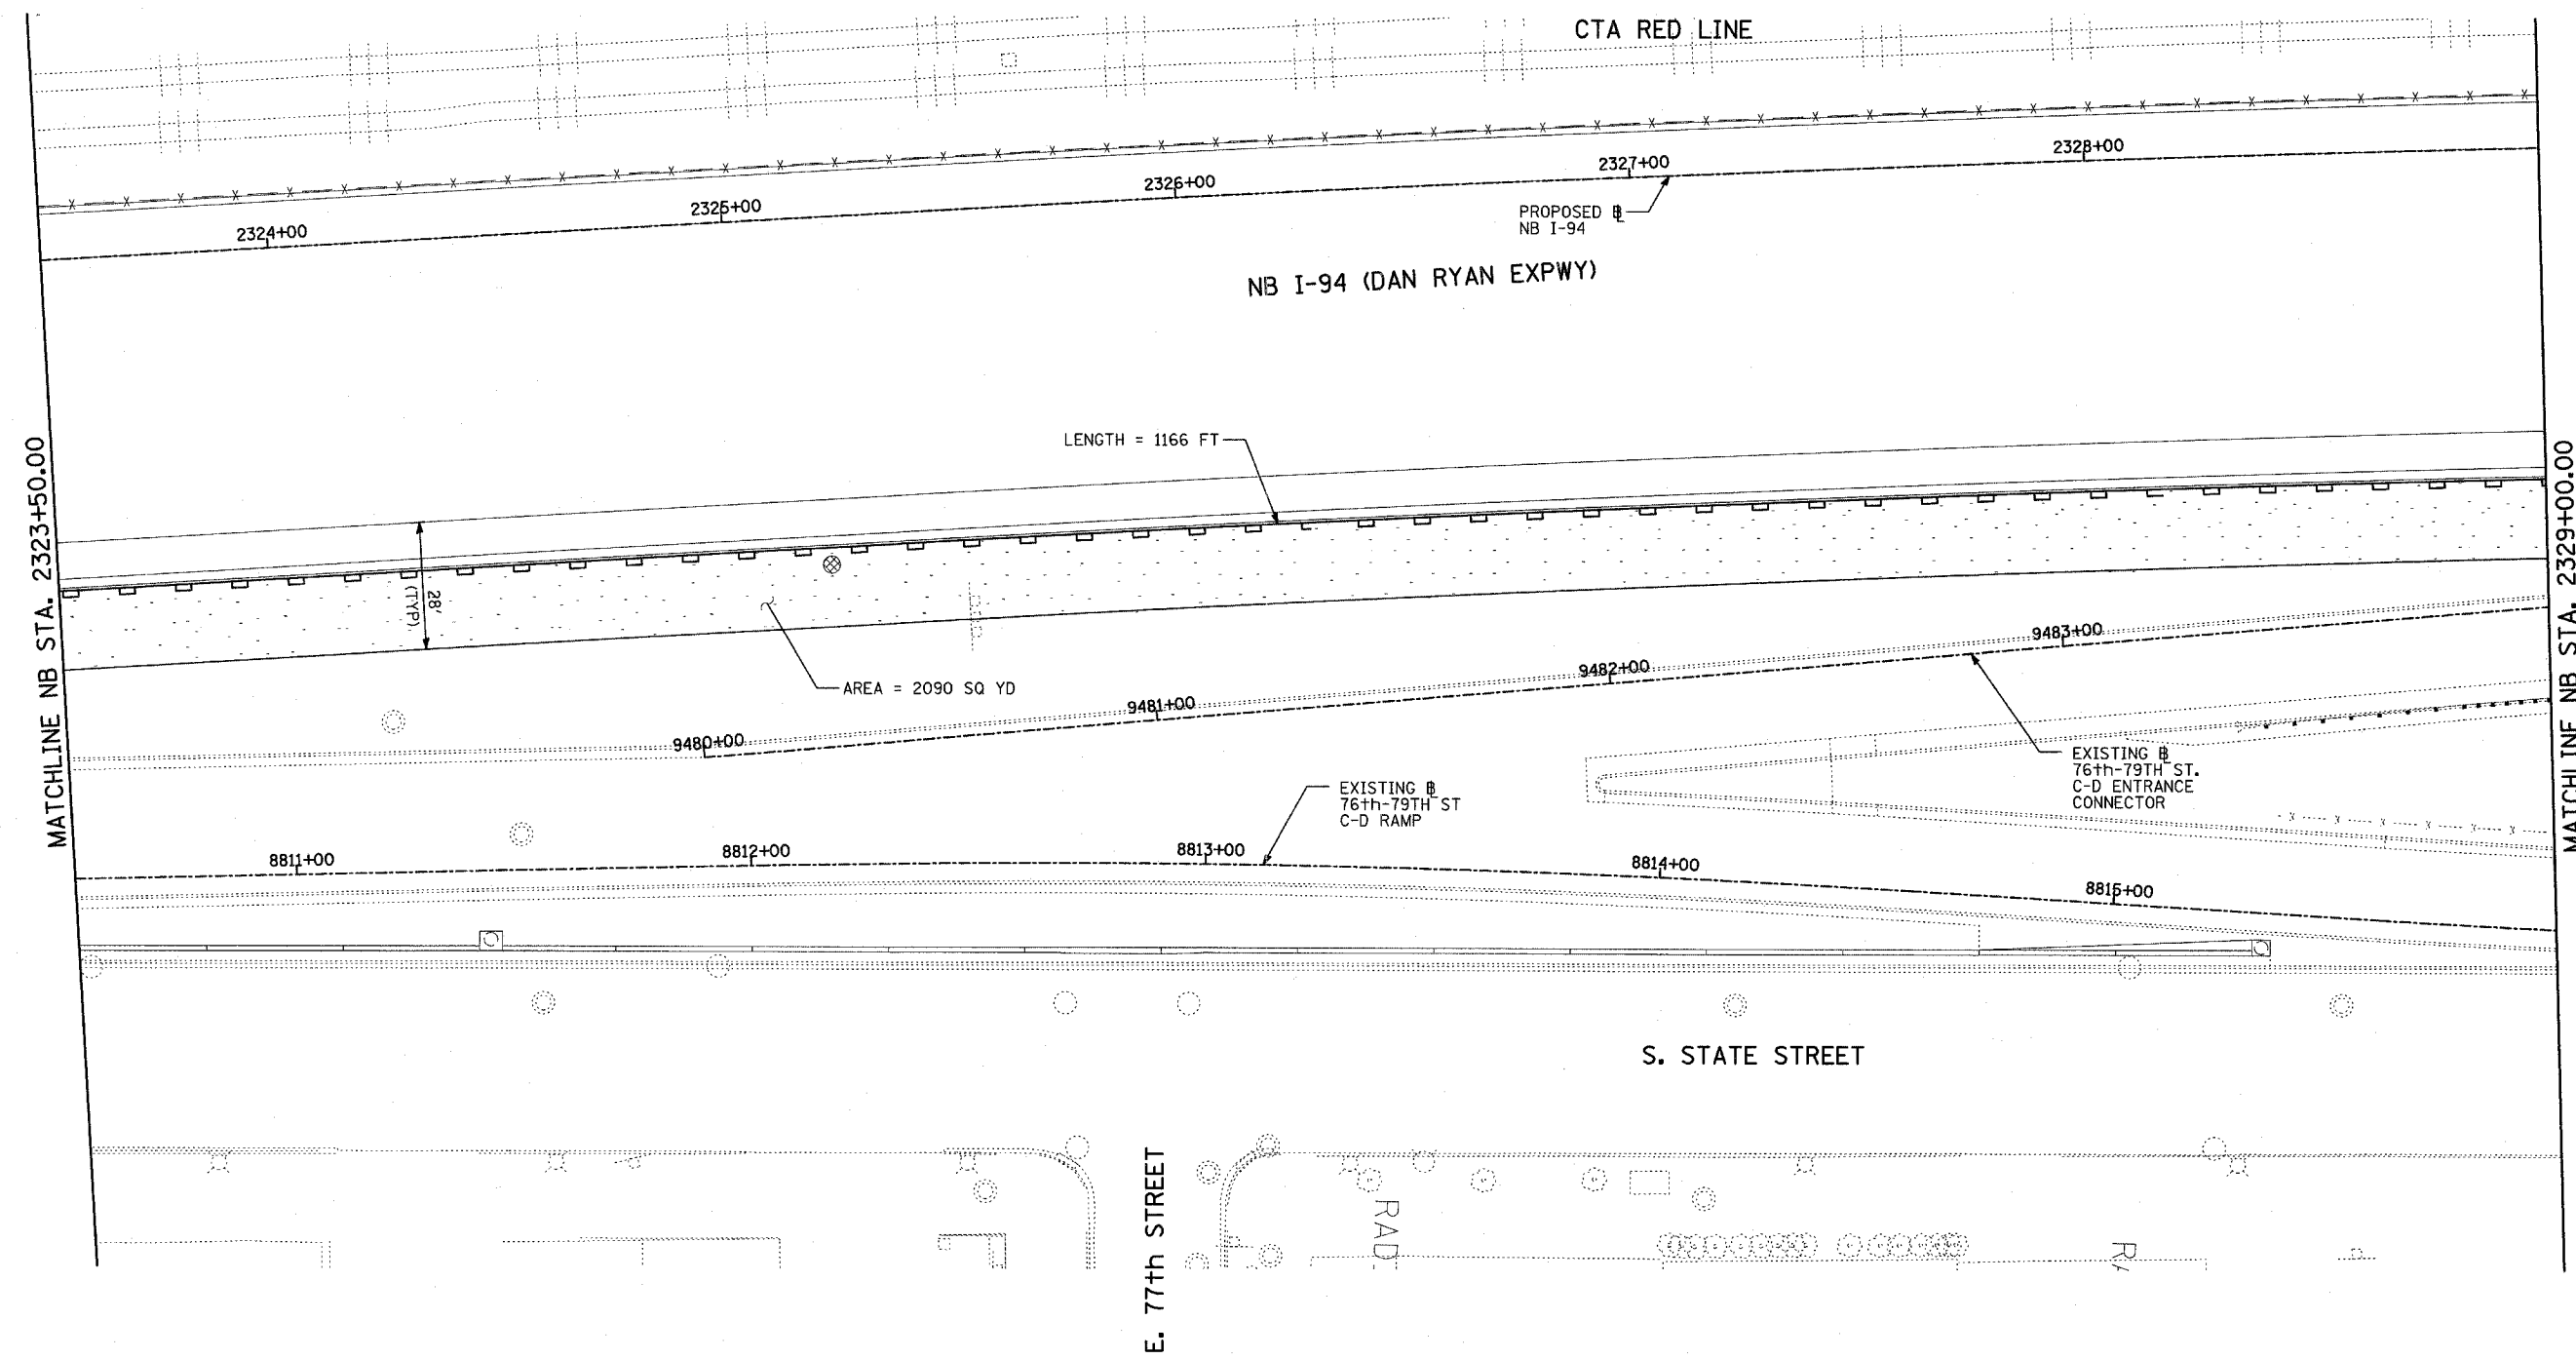 CTA RED LINE
2324+00
2325+00
2326+00
2327+00
2328+00
PROPOSED
NB I-94
NB I-94 (DAN RYAN EXPWY)
MATCHLINE NB STA. 2323+50.00
MATCHLINE NB STA. 2329+00.00
LENGTH = 1166 FT
28'
(TYP)
AREA = 2090 SQ YD
9480+00
9481+00
9482+00
9483+00
EXISTING
76th-79TH ST.
C-D ENTRANCE
CONNECTOR
EXISTING
76th-79TH ST
C-D RAMP
8811+00
8812+00
8813+00
8814+00
8815+00
S. STATE STREET
E. 77th STREET
RAD